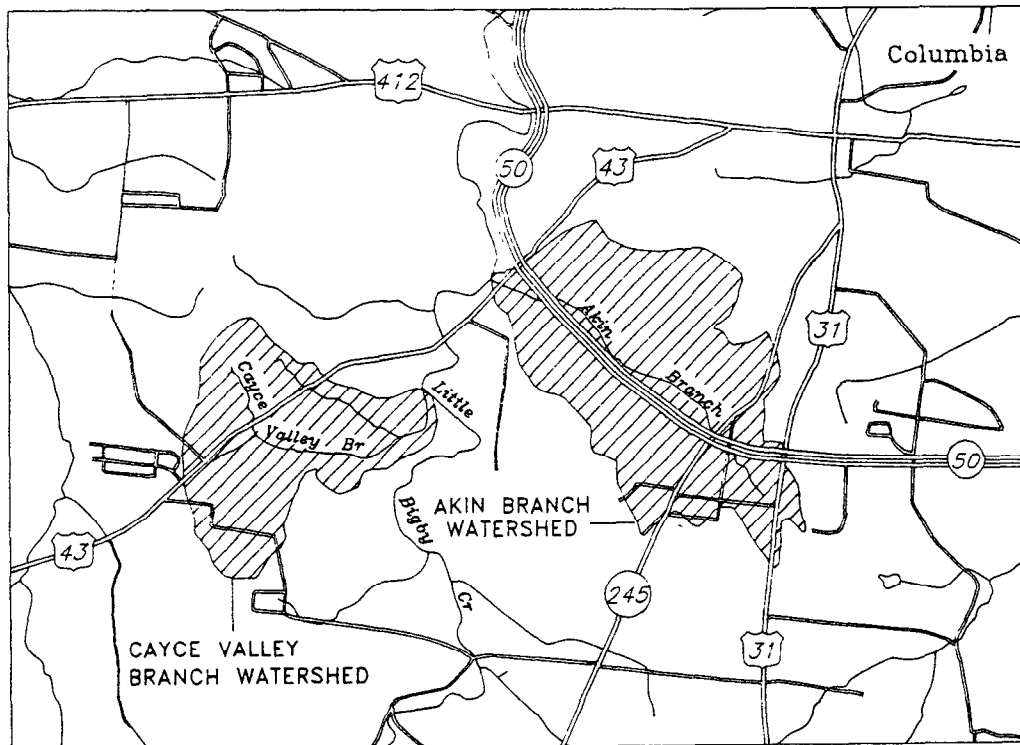 Columbia
412
50
43
Akin
Branch
31
Cayce
Valley Br
Little
Bigby
Cr
50
AKIN BRANCH
WATERSHED
43
245
31
CAYCE VALLEY
BRANCH WATERSHED